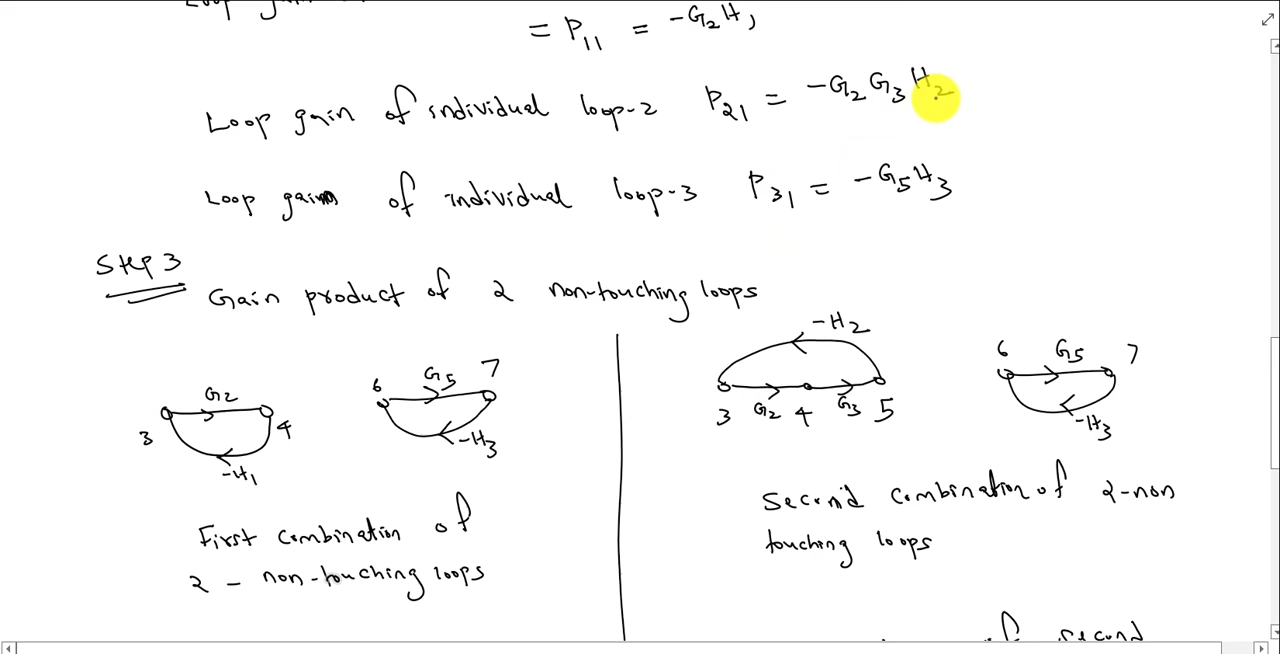 Loop
= P11 = -G2H1
Loop gain of individual loop-2 P21 = -G2G3H2
Loop gain of individual loop-3 P31 = -G5H3
Step 3
Gain product of 2 non-touching loops
G2
3
4
-H1
6
G5
7
-H3
-H2
3 G2 4 G3 5
6
G5
7
-H3
First combination of
2 - non-touching loops
Second combination of 2-non
touching loops
of second